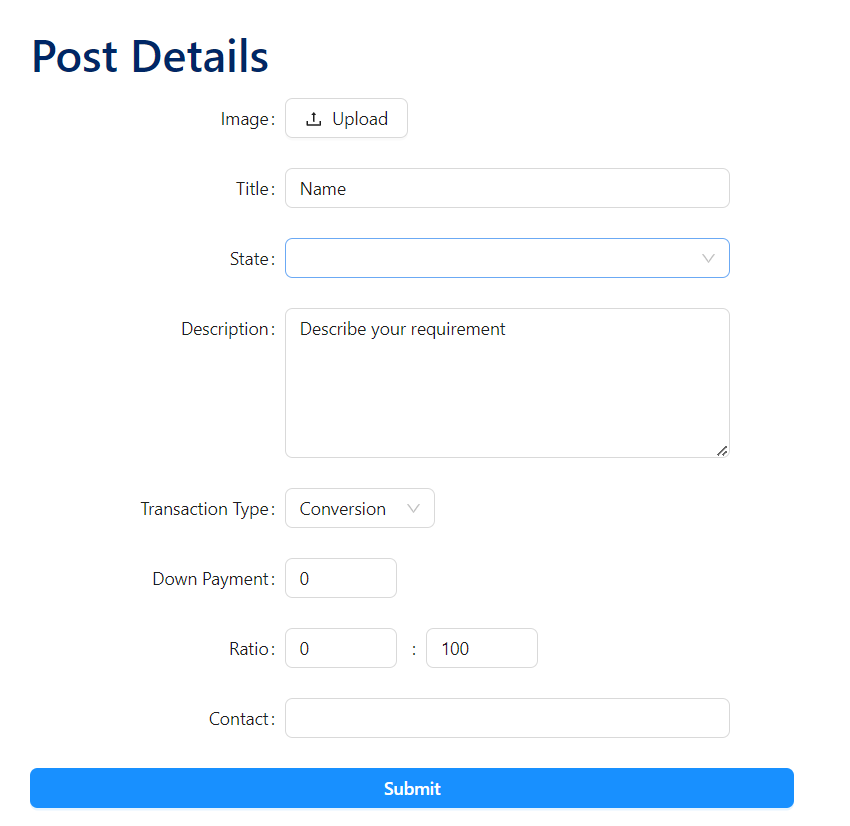 Post Details
Image: Upload
Title: Name
State:
Description: Describe your requirement
Transaction Type: Conversion
Down Payment: 0
Ratio: 0 : 100
Contact:
Submit